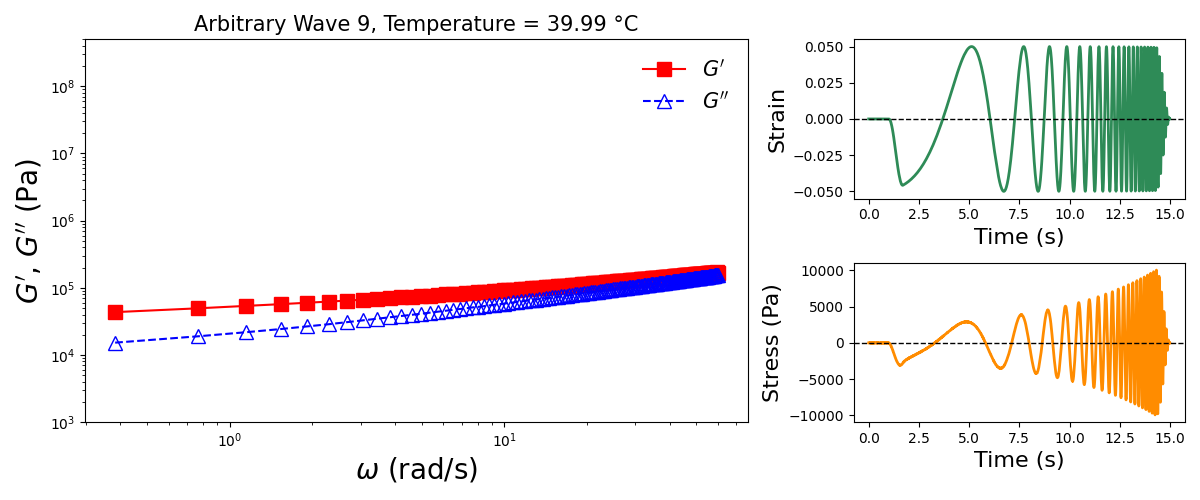 Arbitrary Wave 9, Temperature = 39.99 °C
G′, G″ (Pa)
10⁸
10⁷
10⁶
10⁵
10⁴
10³
G′
G″
10⁰
10¹
ω (rad/s)
Strain
0.050
0.025
0.000
−0.025
−0.050
0.0 2.5 5.0 7.5 10.0 12.5 15.0
Time (s)
Stress (Pa)
10000
5000
0
−5000
−10000
0.0 2.5 5.0 7.5 10.0 12.5 15.0
Time (s)